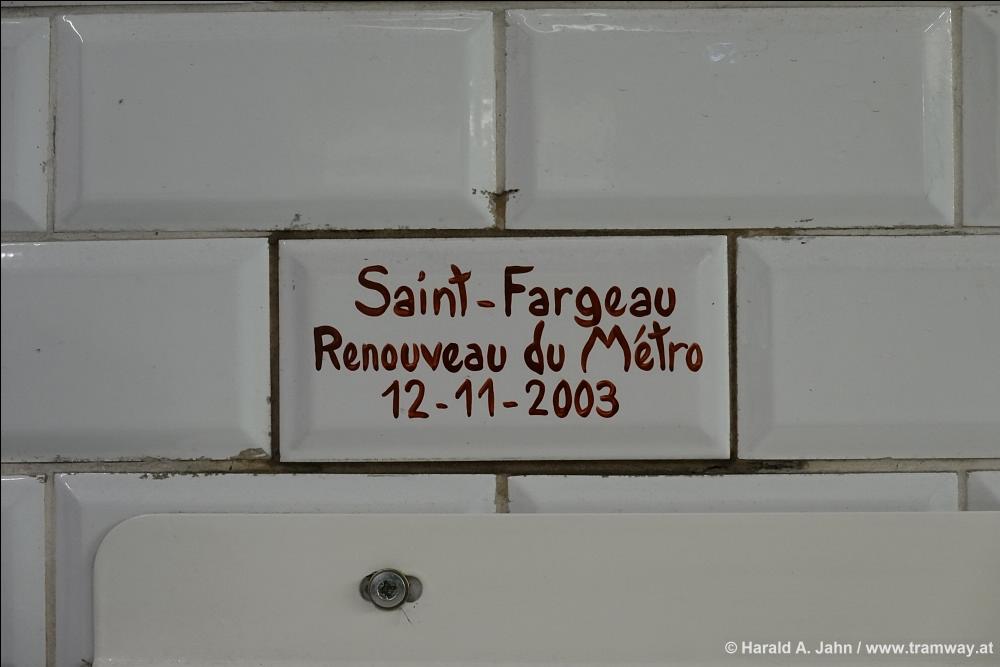 Saint-Fargeau
Renouveau du Métro
12-11-2003
© Harald A. Jahn / www.tramway.at